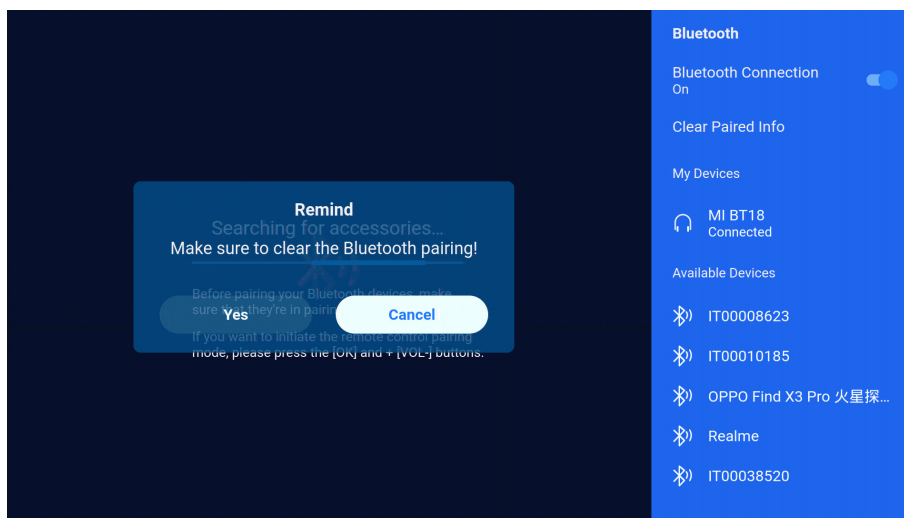 Remind
Searching for accessories...
Make sure to clear the Bluetooth pairing!
Before pairing your Bluetooth devices, make
sure that they're in pairin
Yes
Cancel
If you want to initiate the remote control pairing
mode, please press the [OK] and + [VOL-] buttons.
Bluetooth
Bluetooth Connection
On
Clear Paired Info
My Devices
MI BT18
Connected
Available Devices
IT00008623
IT00010185
OPPO Find X3 Pro 火星探...
Realme
IT00038520